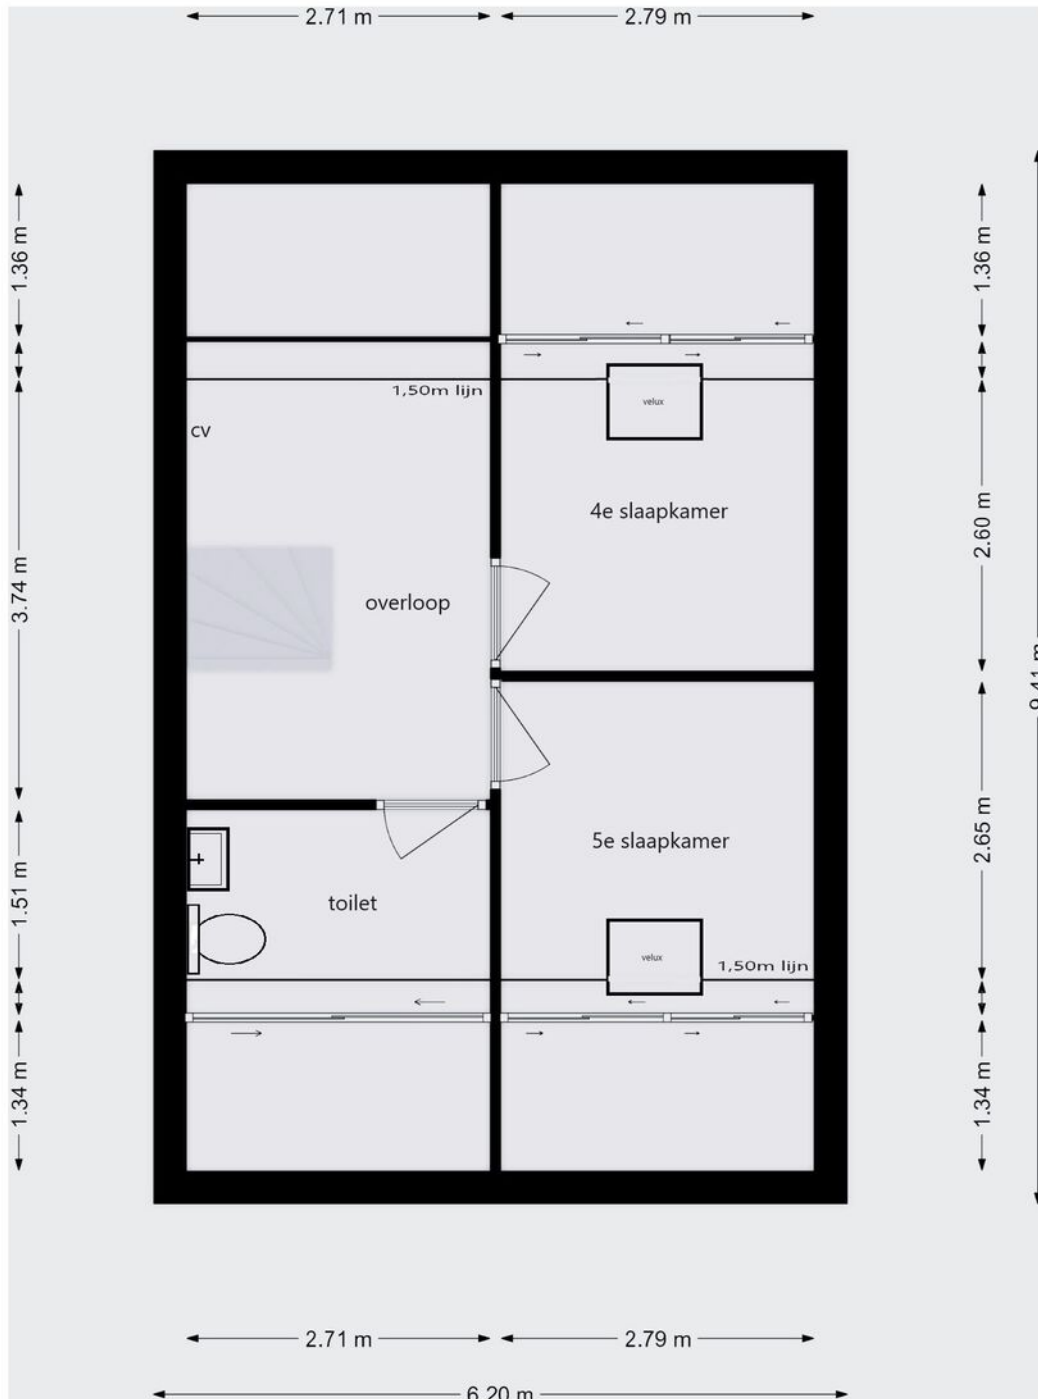 2.71 m
2.79 m
1.36 m
1.36 m
1,50m lijn
velux
cv
4e slaapkamer
2.60 m
3.74 m
overloop
9.41 m
5e slaapkamer
2.65 m
1.51 m
toilet
velux
1,50m lijn
1.34 m
1.34 m
2.71 m
2.79 m
6.20 m